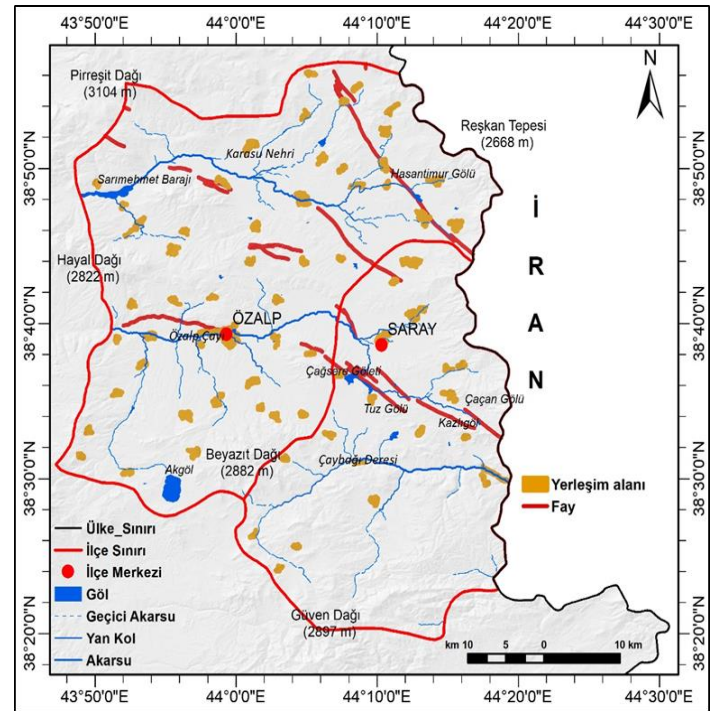 43°50'0"E 44°0'0"E 44°10'0"E 44°20'0"E 44°30'0"E
Pirreşit Dağı
(3104 m)
N
Reşkan Tepesi
(2668 m)
Karasu Nehri
38°50'0"N
38°50'0"N
Sarımehmet Barajı
Hasantimur Gölü
İ
R
A
N
Hayal Dağı
(2822 m)
38°40'0"N
38°40'0"N
ÖZALP
Özalp Çayı
SARAY
Çağsere Göleti
Tuz Gölü
Çaçan Gölü
Kazlıgöl
Beyazıt Dağı
(2882 m)
Çaybağı Deresi
Akgöl
38°30'0"N
38°30'0"N
Yerleşim alanı
Fay
Ülke_Sınırı
İlçe Sınırı
İlçe Merkezi
Göl
Geçici Akarsu
Yan Kol
Akarsu
Güven Dağı
(2897 m)
38°20'0"N
38°20'0"N
km 10 5 0 10 km
43°50'0"E 44°0'0"E 44°10'0"E 44°20'0"E 44°30'0"E